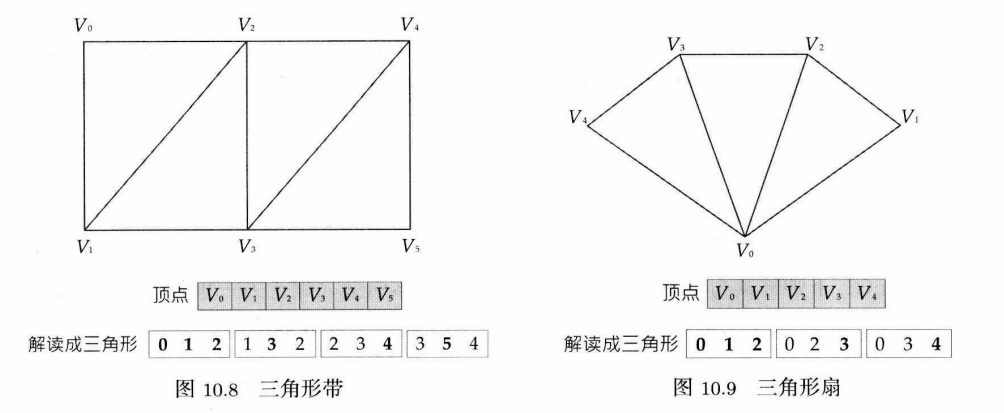 V₀ V₂ V₄
V₁ V₃ V₅
顶点 V₀ V₁ V₂ V₃ V₄ V₅
解读成三角形 0 1 2 1 3 2 2 3 4 3 5 4
图 10.8 三角形带
V₃ V₂
V₄ V₁
V₀
顶点 V₀ V₁ V₂ V₃ V₄
解读成三角形 0 1 2 0 2 3 0 3 4
图 10.9 三角形扇